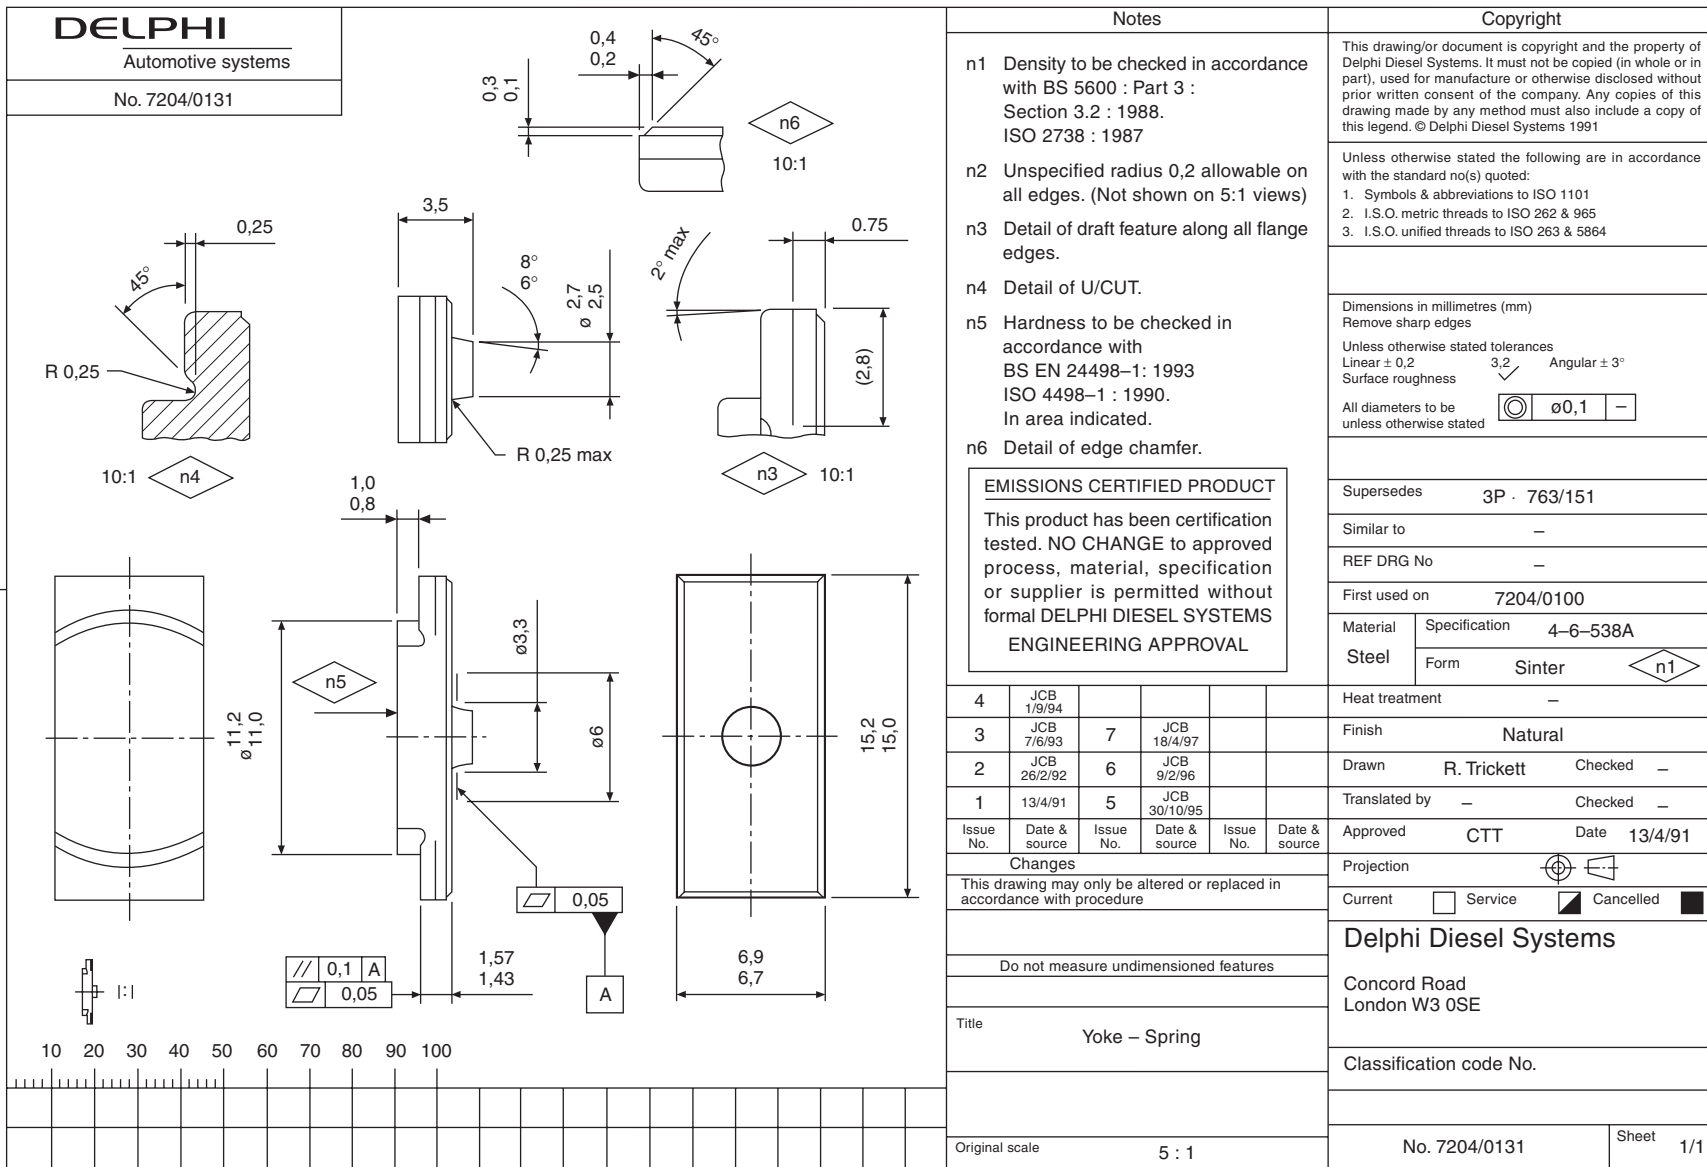 DELPHI
Automotive systems
No. 7204/0131
0,4
0,2
45°
0,3
0,1
n6
10:1
0,25
45°
R 0,25
10:1
n4
3,5
8°
6°
ø 2,7
2,5
R 0,25 max
2° max
0.75
(2,8)
n3
10:1
1,0
0,8
n5
ø 11,2
11,0
ø3,3
ø6
15,2
15,0
0,05
A
// 0,1 A
0,05
1,57
1,43
6,9
6,7
1:1
10 20 30 40 50 60 70 80 90 100
Notes
n1 Density to be checked in accordance
with BS 5600 : Part 3 :
Section 3.2 : 1988.
ISO 2738 : 1987
n2 Unspecified radius 0,2 allowable on
all edges. (Not shown on 5:1 views)
n3 Detail of draft feature along all flange
edges.
n4 Detail of U/CUT.
n5 Hardness to be checked in
accordance with
BS EN 24498–1: 1993
ISO 4498–1 : 1990.
In area indicated.
n6 Detail of edge chamfer.
EMISSIONS CERTIFIED PRODUCT
This product has been certification
tested. NO CHANGE to approved
process, material, specification
or supplier is permitted without
formal DELPHI DIESEL SYSTEMS
ENGINEERING APPROVAL
4 JCB 1/9/94
3 JCB 7/6/93 7 JCB 18/4/97
2 JCB 26/2/92 6 JCB 9/2/96
1 13/4/91 5 JCB 30/10/95
Issue No. Date & source Issue No. Date & source Issue No. Date & source
Changes
This drawing may only be altered or replaced in
accordance with procedure
Do not measure undimensioned features
Title
Yoke – Spring
Original scale 5 : 1
Copyright
This drawing/or document is copyright and the property of
Delphi Diesel Systems. It must not be copied (in whole or in
part), used for manufacture or otherwise disclosed without
prior written consent of the company. Any copies of this
drawing made by any method must also include a copy of
this legend. © Delphi Diesel Systems 1991
Unless otherwise stated the following are in accordance
with the standard no(s) quoted:
1. Symbols & abbreviations to ISO 1101
2. I.S.O. metric threads to ISO 262 & 965
3. I.S.O. unified threads to ISO 263 & 5864
Dimensions in millimetres (mm)
Remove sharp edges
Unless otherwise stated tolerances
Linear ± 0,2 3,2 Angular ± 3°
Surface roughness
All diameters to be
unless otherwise stated
ø0,1 –
Supersedes 3P · 763/151
Similar to –
REF DRG No –
First used on 7204/0100
Material Steel
Specification 4–6–538A
Form Sinter n1
Heat treatment –
Finish Natural
Drawn R. Trickett Checked –
Translated by – Checked –
Approved CTT Date 13/4/91
Projection
Current Service Cancelled
Delphi Diesel Systems
Concord Road
London W3 0SE
Classification code No.
No. 7204/0131 Sheet 1/1